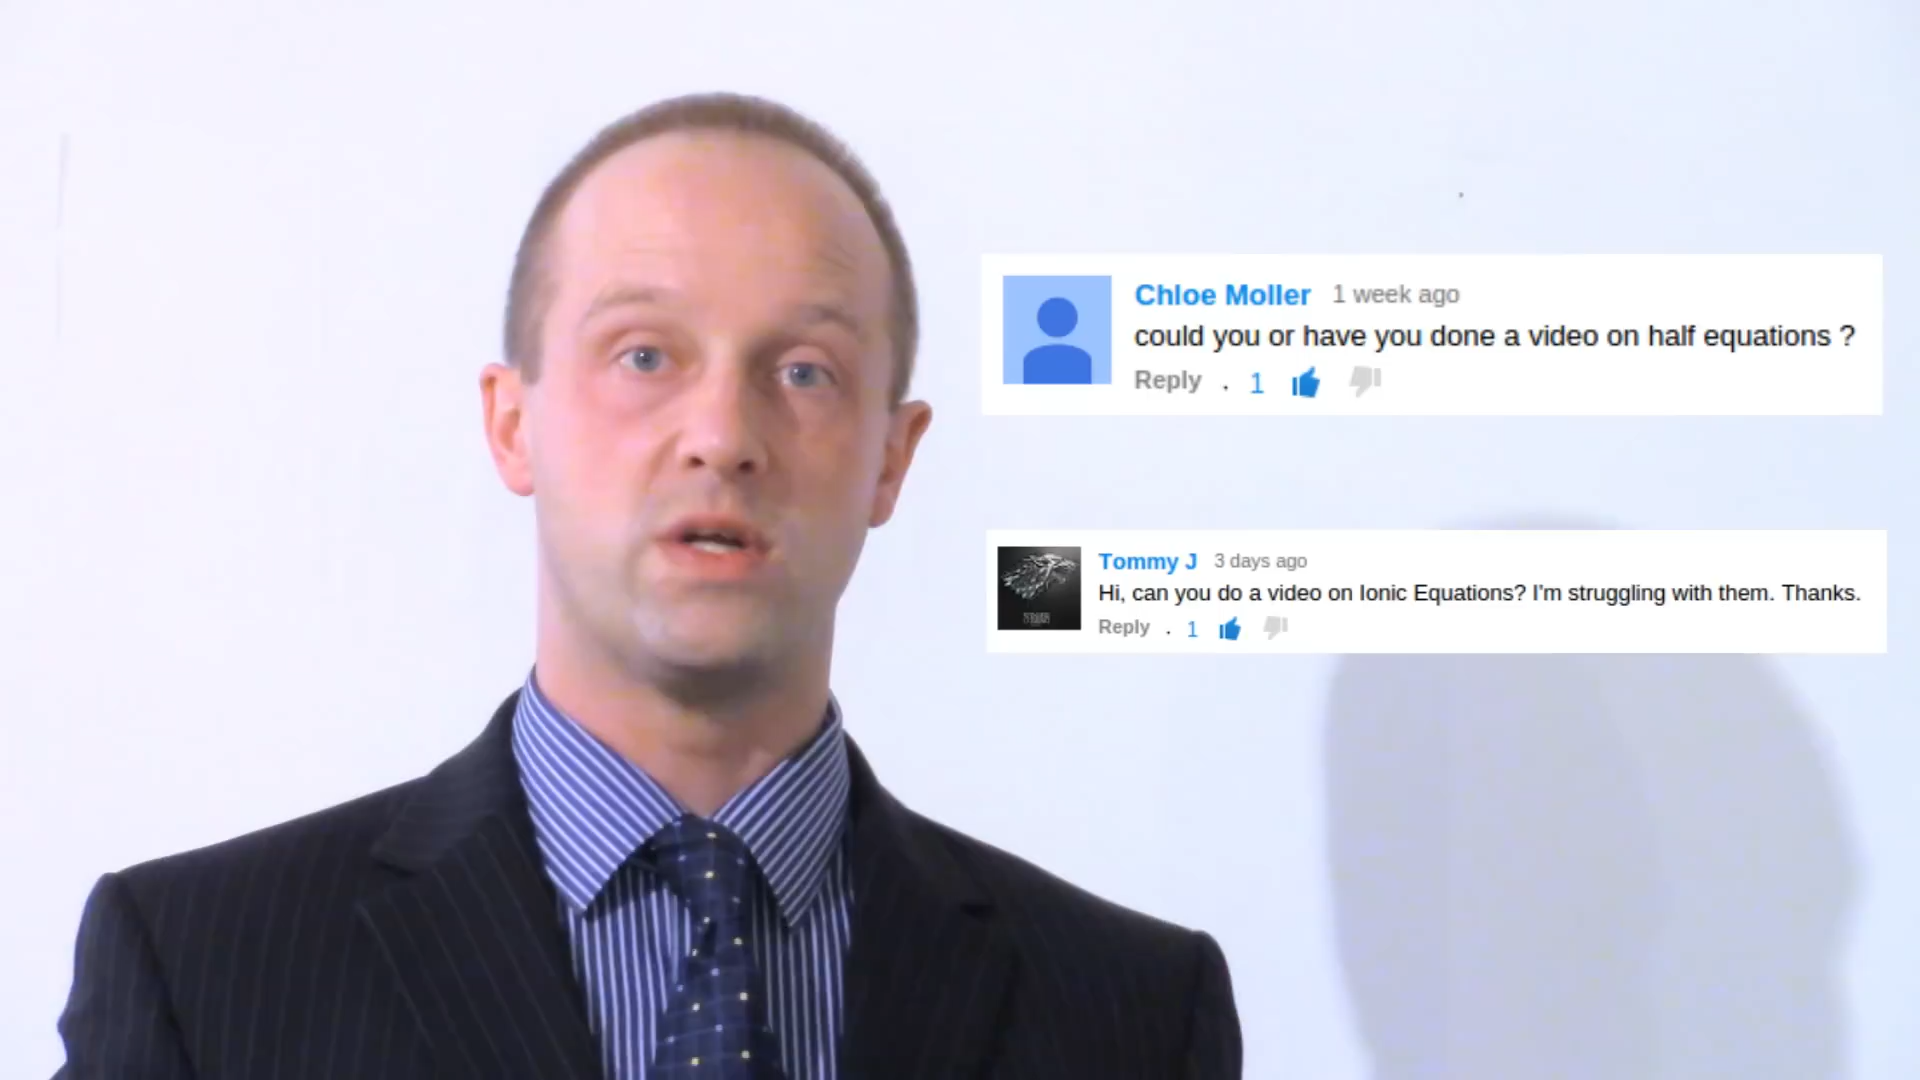 Chloe Moller 1 week ago
could you or have you done a video on half equations ?
Reply . 1
Tommy J 3 days ago
Hi, can you do a video on Ionic Equations? I'm struggling with them. Thanks.
Reply . 1